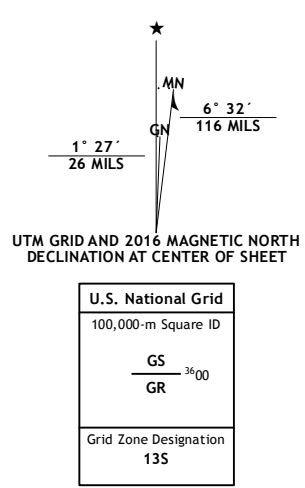 MN
6° 32´
116 MILS
GN
1° 27´
26 MILS
UTM GRID AND 2016 MAGNETIC NORTH
DECLINATION AT CENTER OF SHEET
U.S. National Grid
100,000-m Square ID
GS
3600
GR
Grid Zone Designation
13S